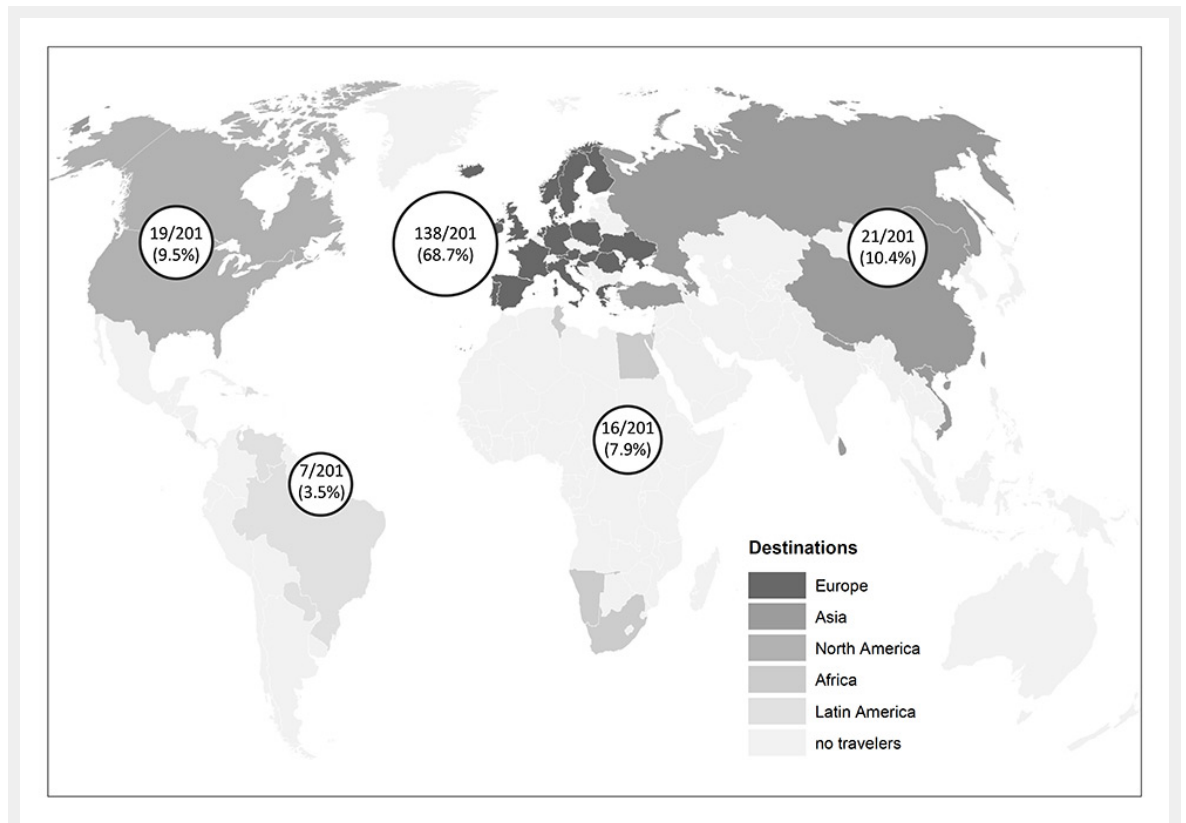 19/201
(9.5%)
138/201
(68.7%)
21/201
(10.4%)
16/201
(7.9%)
7/201
(3.5%)
Destinations
Europe
Asia
North America
Africa
Latin America
no travelers